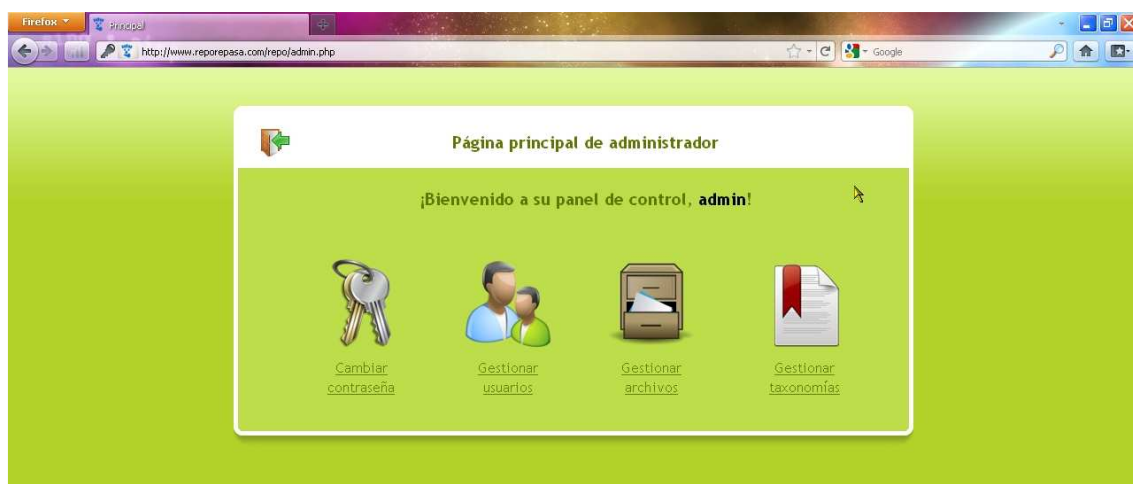 Firefox
Principal
http://www.reporepasa.com/repo/admin.php
Google
Página principal de administrador
¡Bienvenido a su panel de control, admin!
Cambiar
contraseña
Gestionar
usuarios
Gestionar
archivos
Gestionar
taxonomías